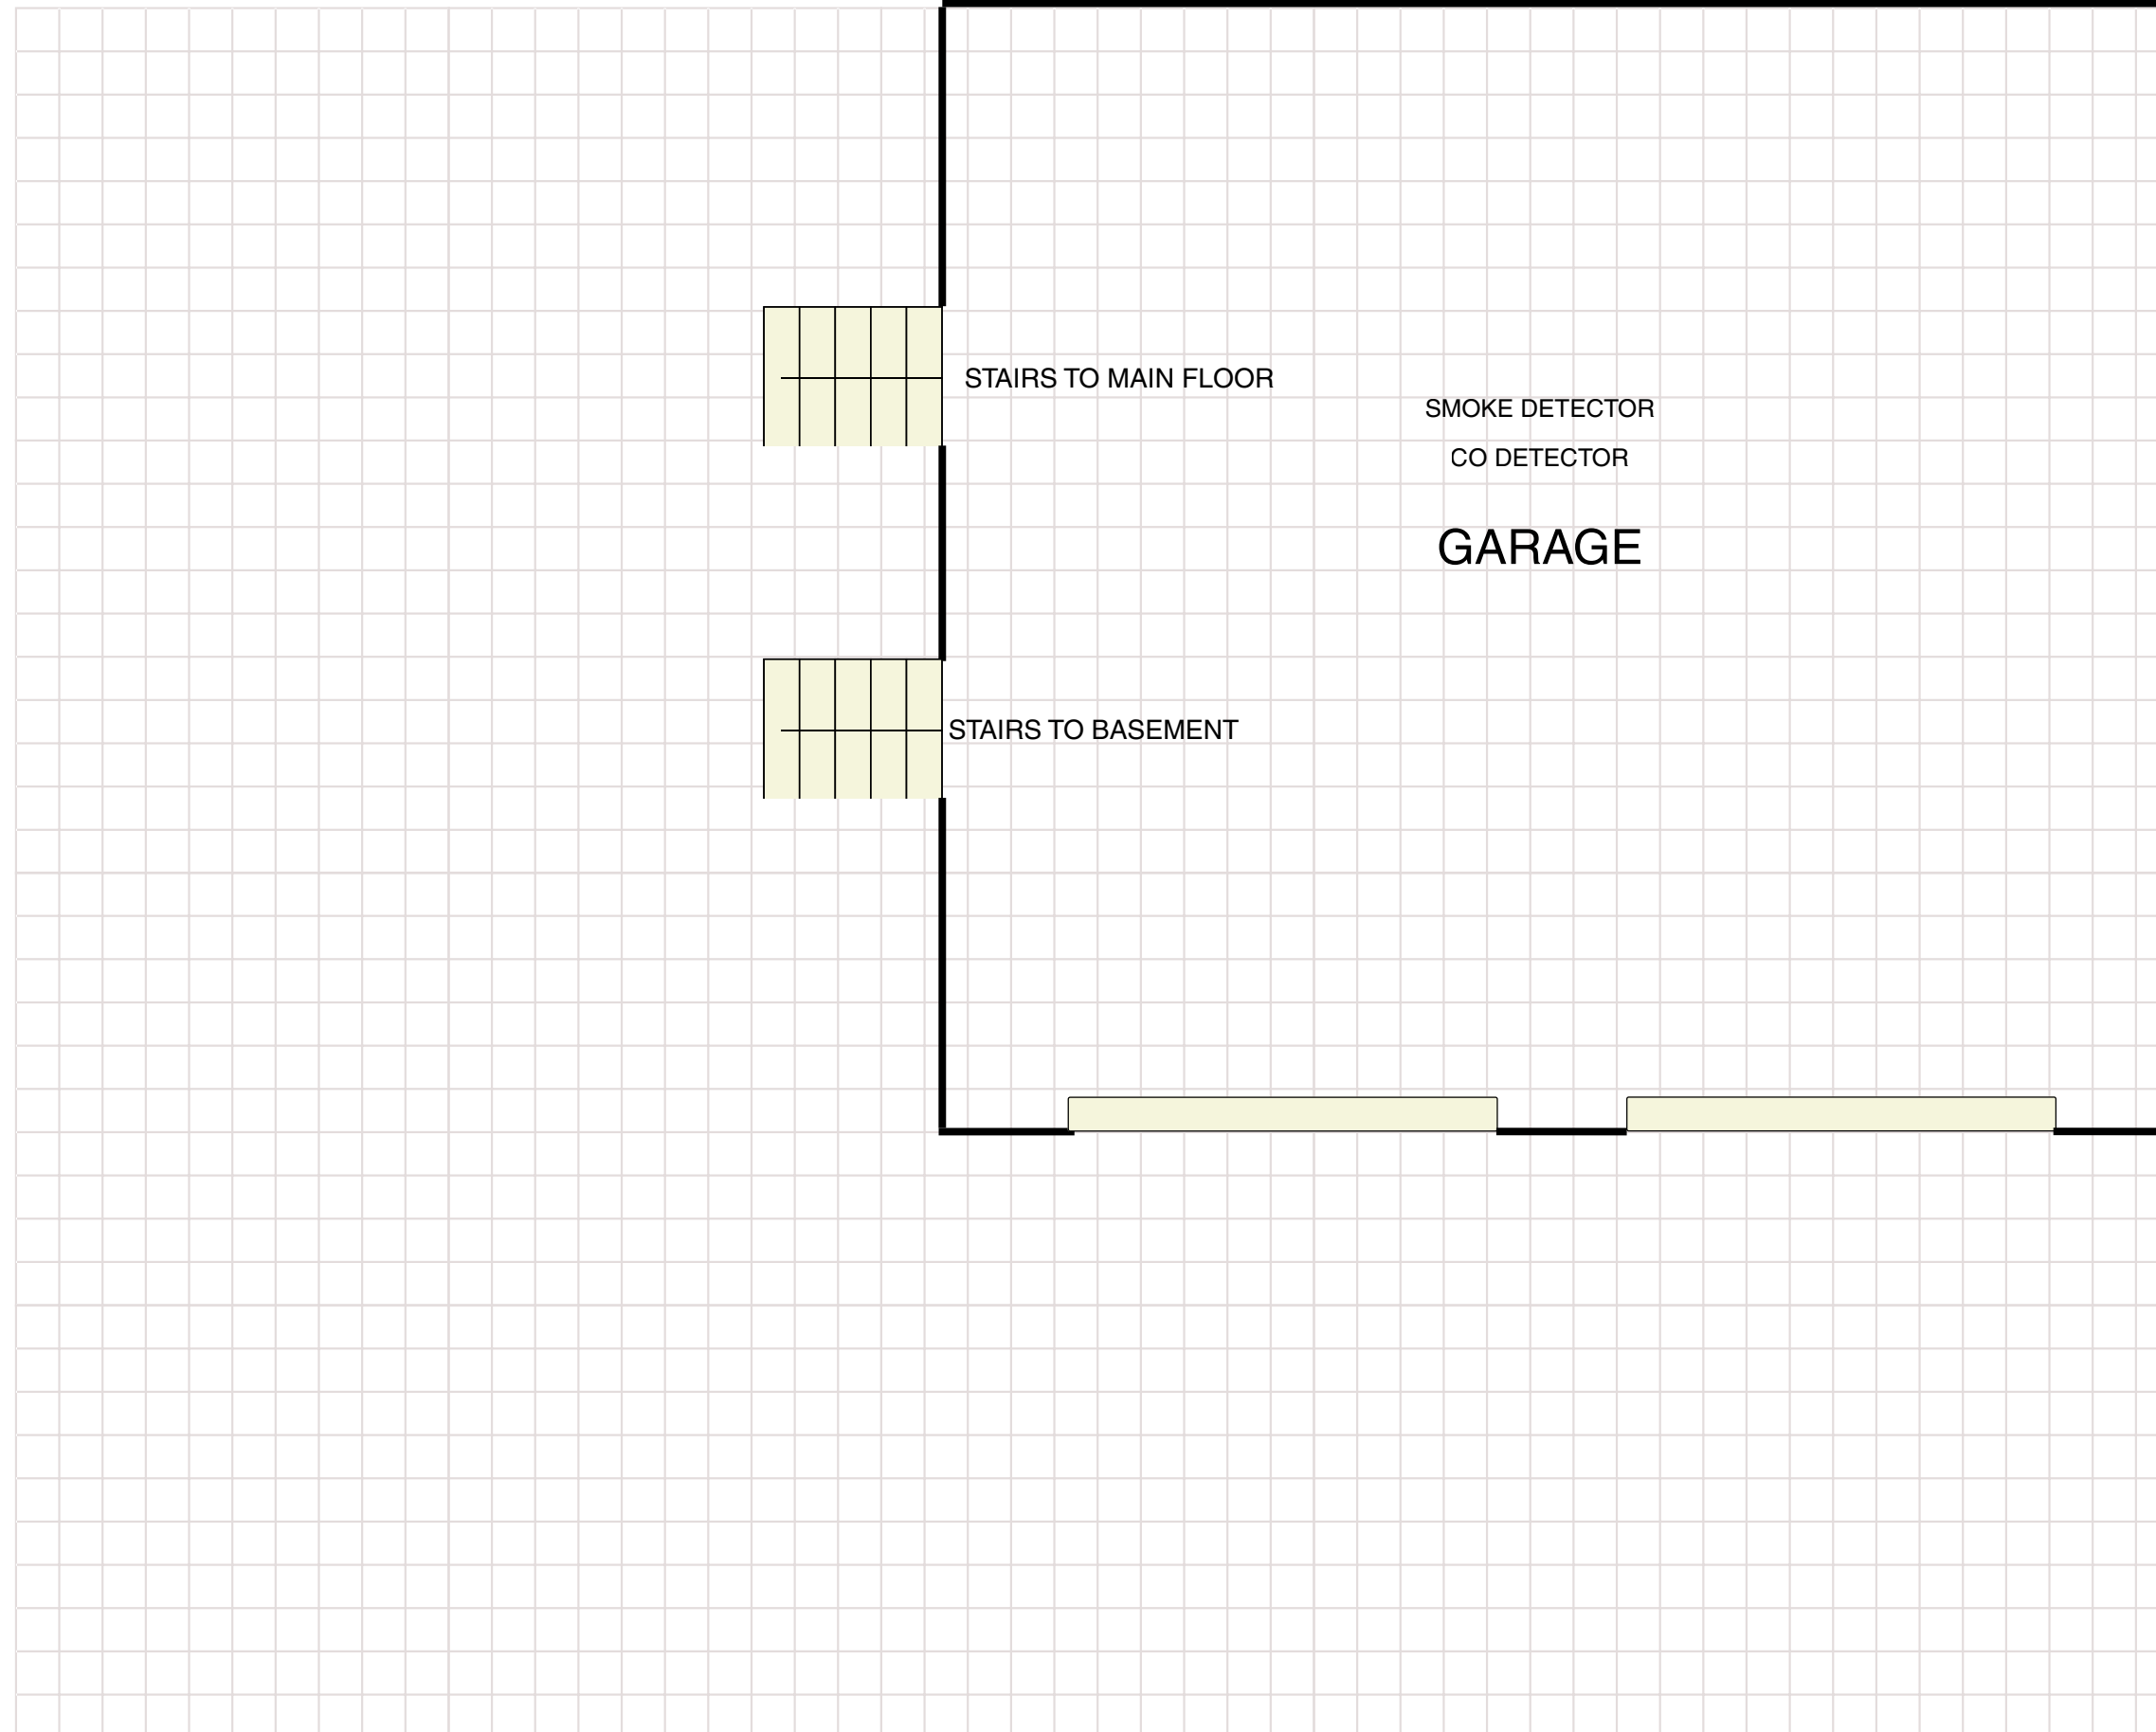 STAIRS TO MAIN FLOOR
SMOKE DETECTOR
CO DETECTOR
GARAGE
STAIRS TO BASEMENT